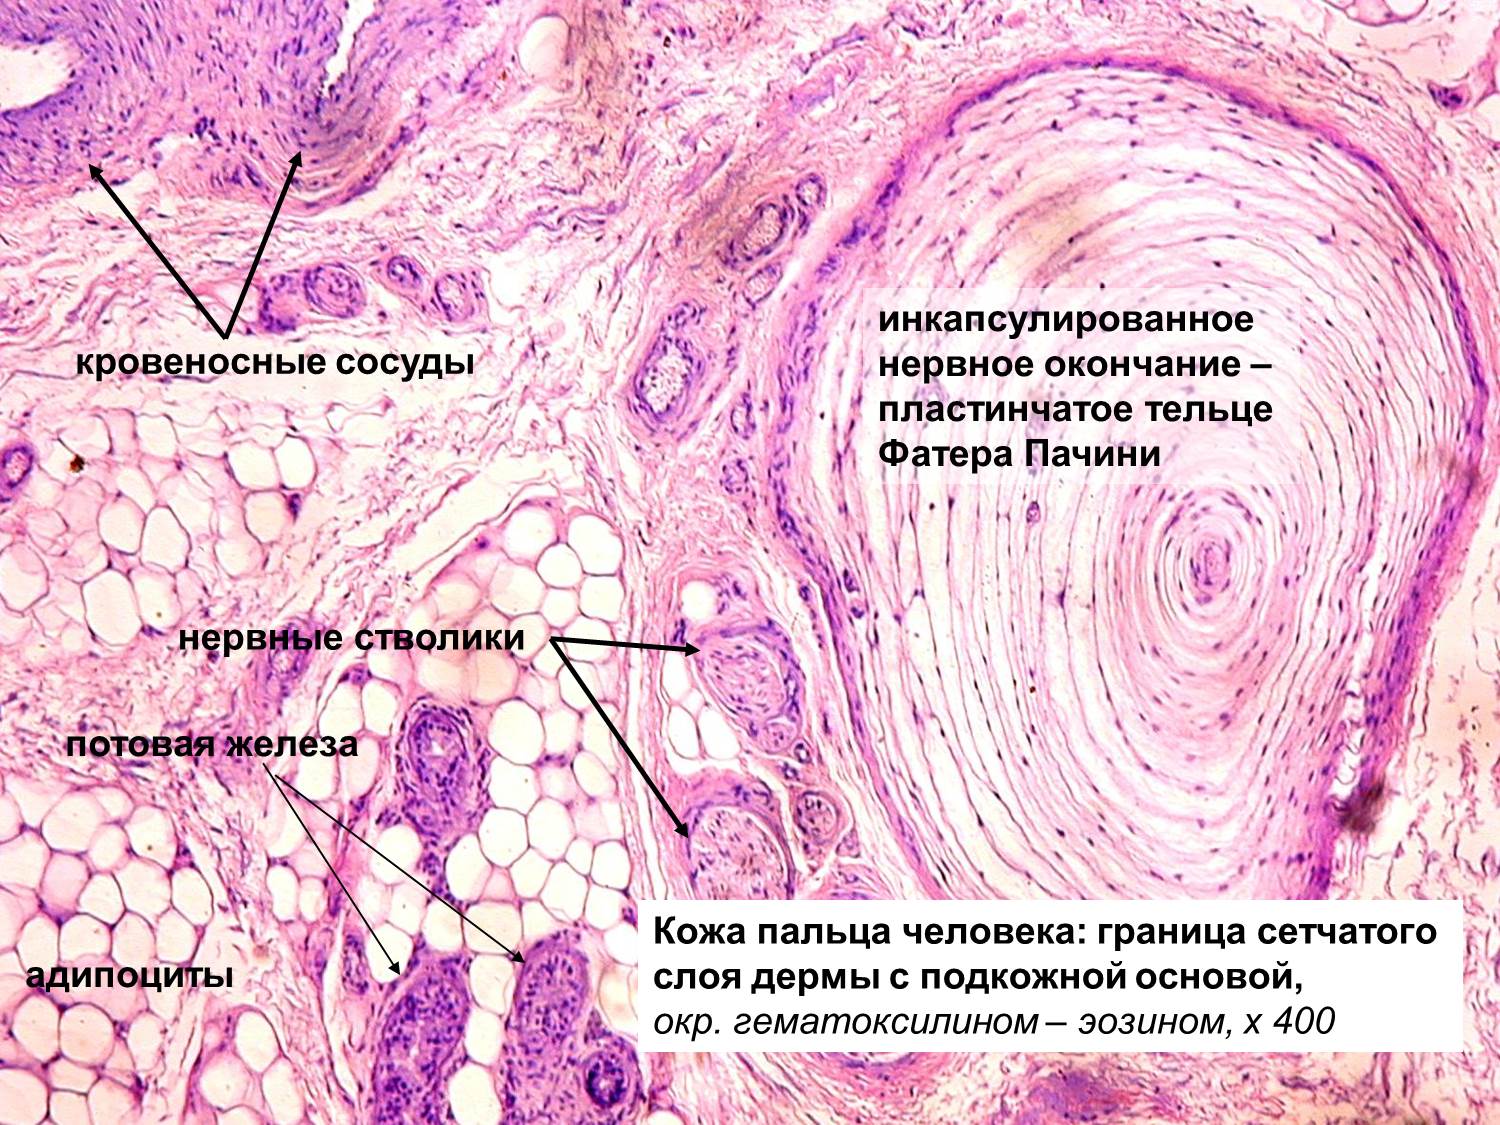 инкапсулированное
нервное окончание –
пластинчатое тельце
Фатера Пачини
кровеносные сосуды
нервные стволики
потовая железа
адипоциты
Кожа пальца человека: граница сетчатого
слоя дермы с подкожной основой,
окр. гематоксилином – эозином, х 400